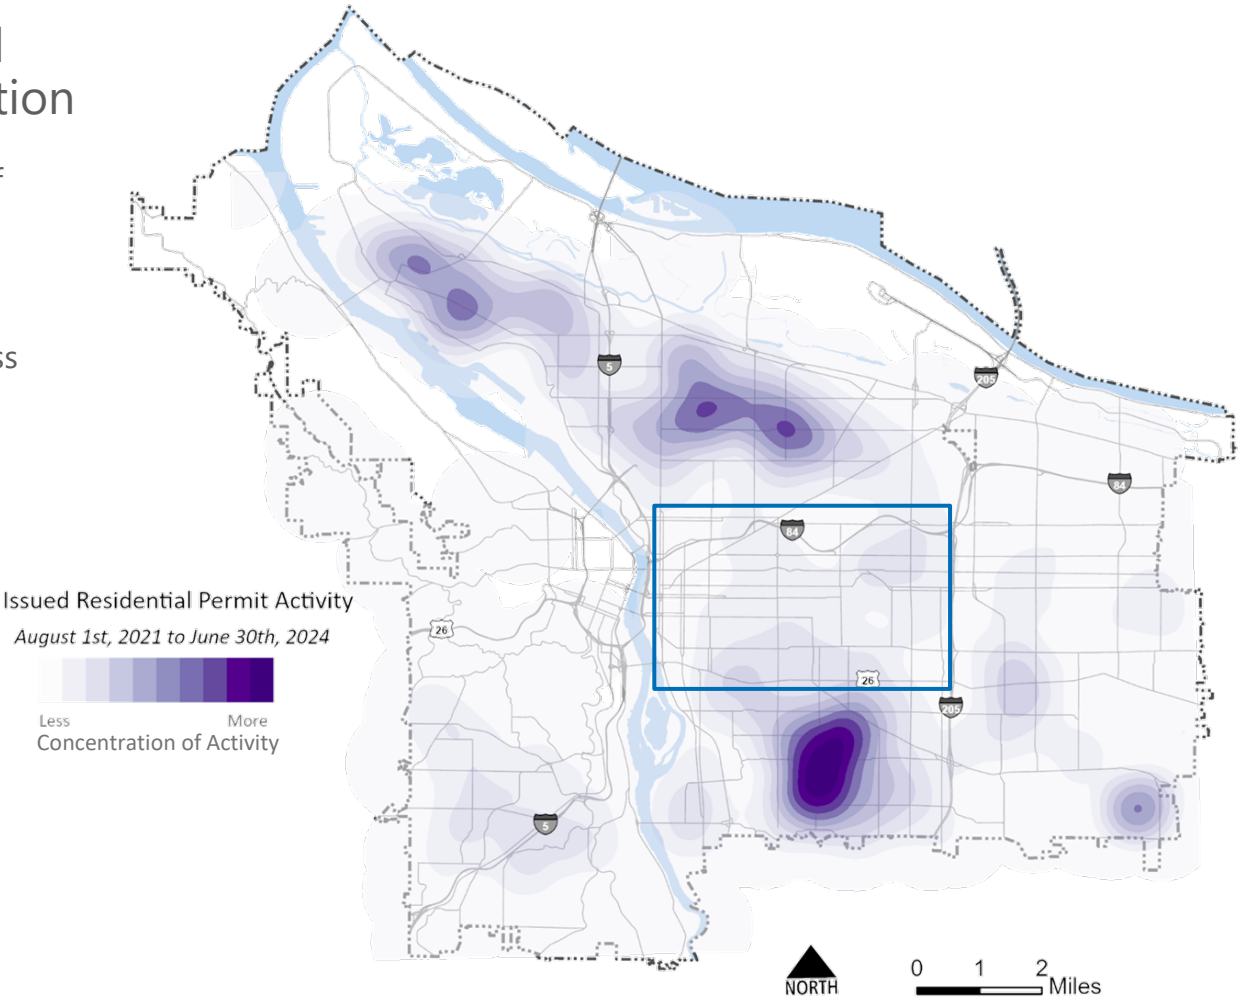 l
tion
f
ss
5
205
84
84
Issued Residential Permit Activity
August 1st, 2021 to June 30th, 2024
26
26
Less
More
205
Concentration of Activity
5
0 1 2
Miles
NORTH